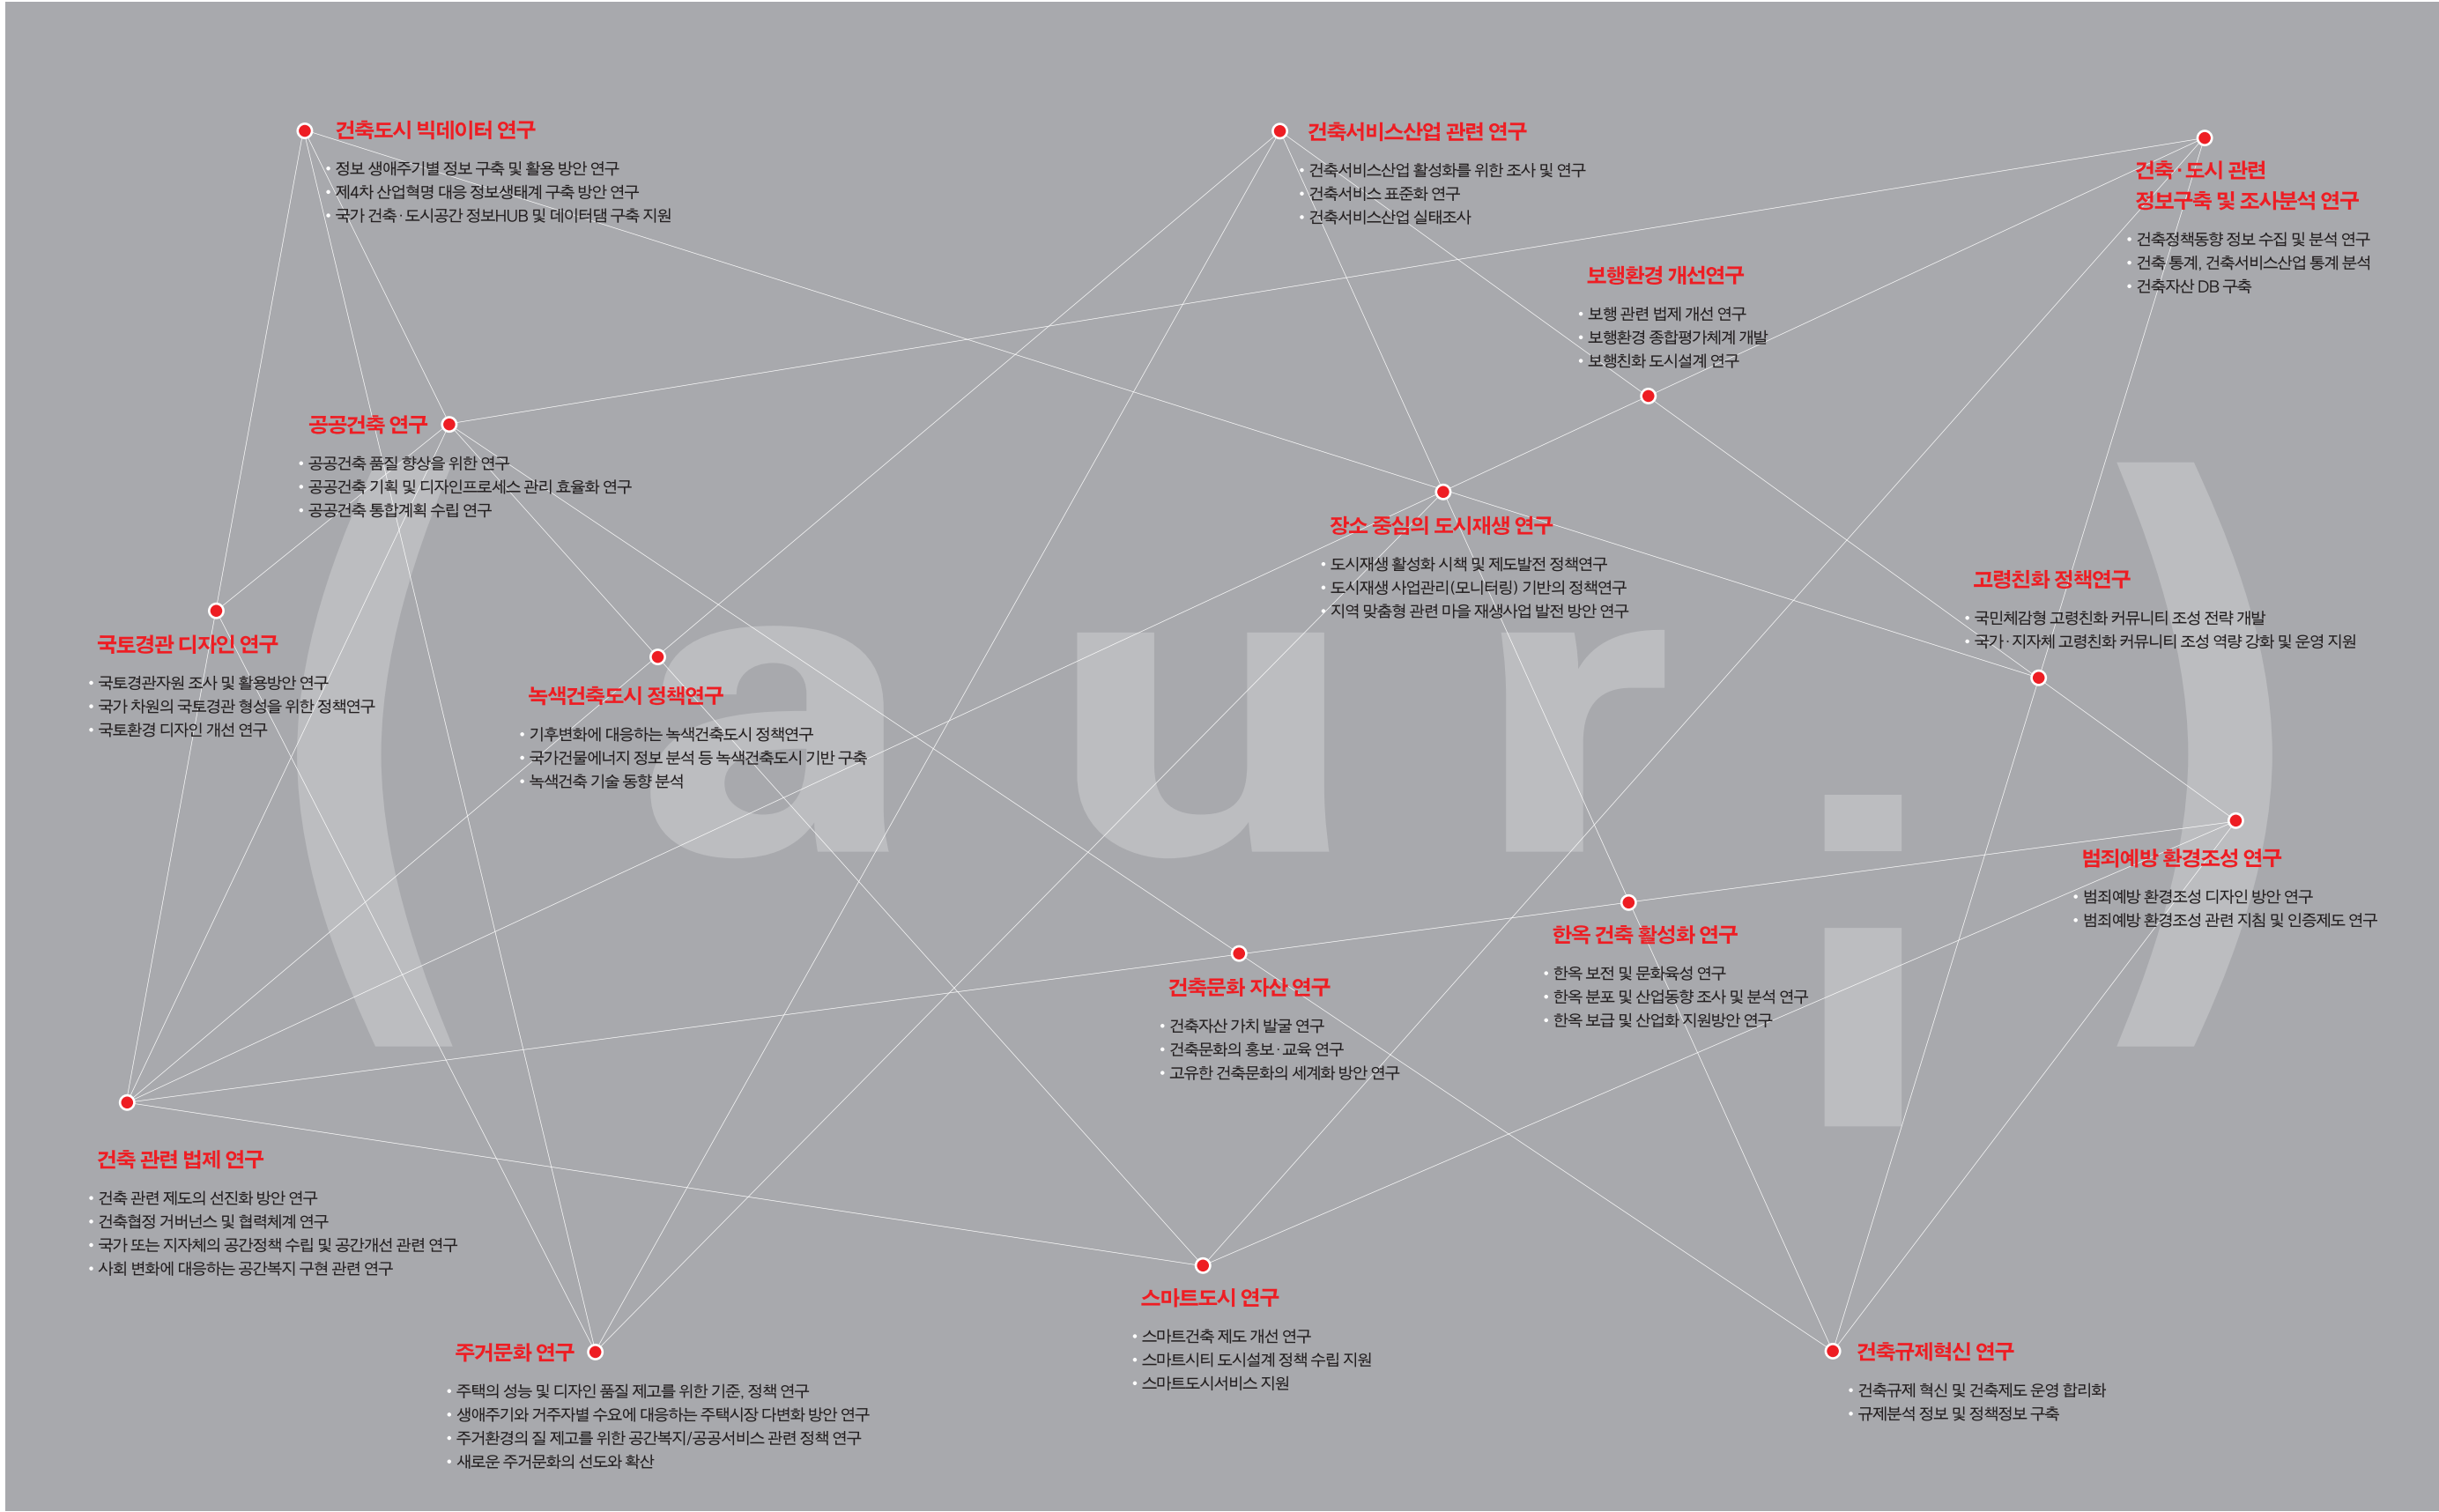 건축도시 빅데이터 연구
• 정보 생애주기별 정보 구축 및 활용 방안 연구
• 제4차 산업혁명 대응 정보생태계 구축 방안 연구
• 국가 건축·도시공간 정보HUB 및 데이터댐 구축 지원
건축서비스산업 관련 연구
• 건축서비스산업 활성화를 위한 조사 및 연구
• 건축서비스 표준화 연구
• 건축서비스산업 실태조사
건축·도시 관련
정보구축 및 조사분석 연구
• 건축정책동향 정보 수집 및 분석 연구
• 건축 통계, 건축서비스산업 통계 분석
• 건축자산 DB 구축
보행환경 개선연구
• 보행 관련 법제 개선 연구
• 보행환경 종합평가체계 개발
• 보행친화 도시설계 연구
공공건축 연구
• 공공건축 품질 향상을 위한 연구
• 공공건축 기획 및 디자인프로세스 관리 효율화 연구
• 공공건축 통합계획 수립 연구
장소 중심의 도시재생 연구
• 도시재생 활성화 시책 및 제도발전 정책연구
• 도시재생 사업관리(모니터링) 기반의 정책연구
• 지역 맞춤형 관련 마을 재생사업 발전 방안 연구
고령친화 정책연구
• 국민체감형 고령친화 커뮤니티 조성 전략 개발
• 국가·지자체 고령친화 커뮤니티 조성 역량 강화 및 운영 지원
국토경관 디자인 연구
• 국토경관자원 조사 및 활용방안 연구
• 국가 차원의 국토경관 형성을 위한 정책연구
• 국토환경 디자인 개선 연구
녹색건축도시 정책연구
• 기후변화에 대응하는 녹색건축도시 정책연구
• 국가건물에너지 정보 분석 등 녹색건축도시 기반 구축
• 녹색건축 기술 동향 분석
(auri)
범죄예방 환경조성 연구
• 범죄예방 환경조성 디자인 방안 연구
• 범죄예방 환경조성 관련 지침 및 인증제도 연구
한옥 건축 활성화 연구
• 한옥 보전 및 문화육성 연구
• 한옥 분포 및 산업동향 조사 및 분석 연구
• 한옥 보급 및 산업화 지원방안 연구
건축문화 자산 연구
• 건축자산 가치 발굴 연구
• 건축문화의 홍보·교육 연구
• 고유한 건축문화의 세계화 방안 연구
건축 관련 법제 연구
• 건축 관련 제도의 선진화 방안 연구
• 건축협정 거버넌스 및 협력체계 연구
• 국가 또는 지자체의 공간정책 수립 및 공간개선 관련 연구
• 사회 변화에 대응하는 공간복지 구현 관련 연구
스마트도시 연구
• 스마트건축 제도 개선 연구
• 스마트시티 도시설계 정책 수립 지원
• 스마트도시서비스 지원
주거문화 연구
• 주택의 성능 및 디자인 품질 제고를 위한 기준, 정책 연구
• 생애주기와 거주자별 수요에 대응하는 주택시장 다변화 방안 연구
• 주거환경의 질 제고를 위한 공간복지/공공서비스 관련 정책 연구
• 새로운 주거문화의 선도와 확산
건축규제혁신 연구
• 건축규제 혁신 및 건축제도 운영 합리화
• 규제분석 정보 및 정책정보 구축